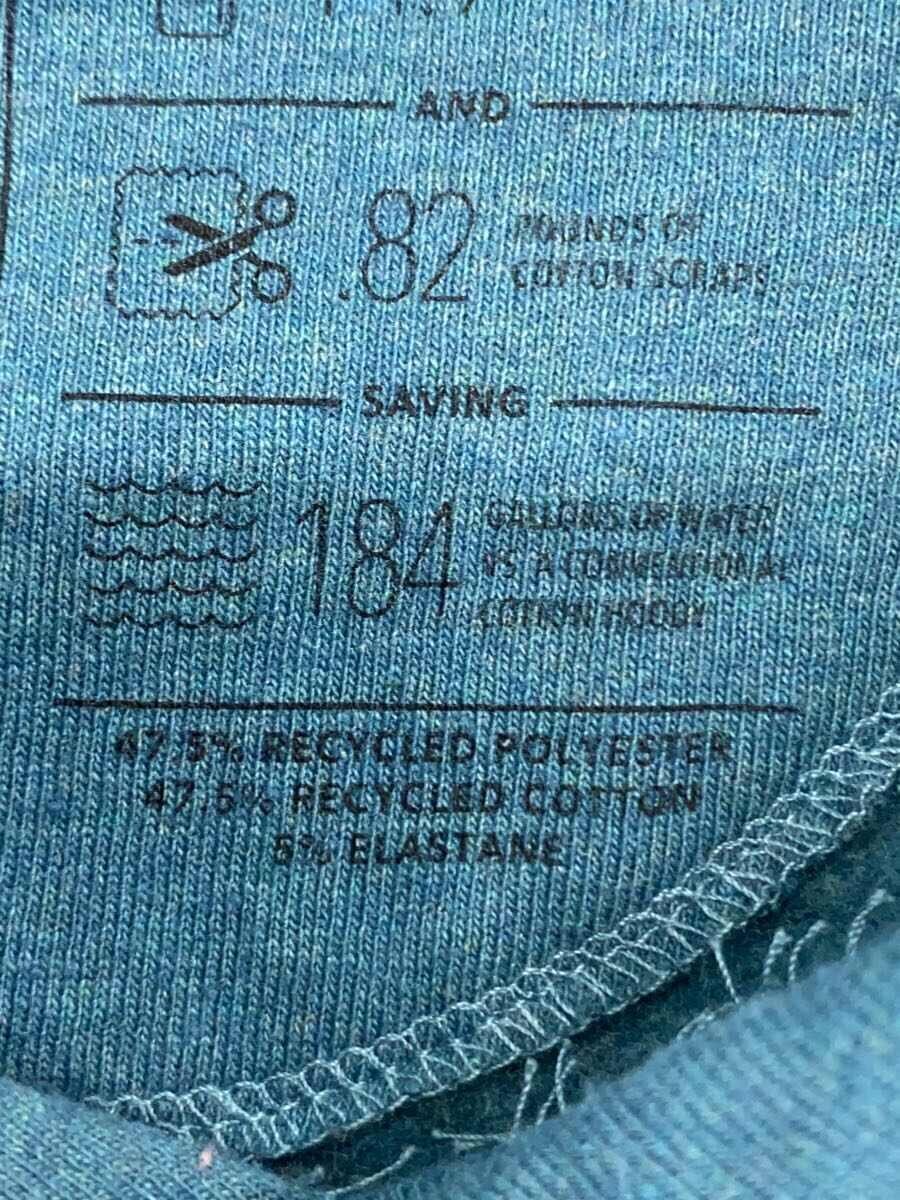 AND
.82
POUNDS OF
COTTON SCRAPS
SAVING
184
GALLONS OF WATER
VS A CONVENTIONAL
COTTON HOODY
47.5% RECYCLED POLYESTER
47.5% RECYCLED COTTON
5% ELASTANE